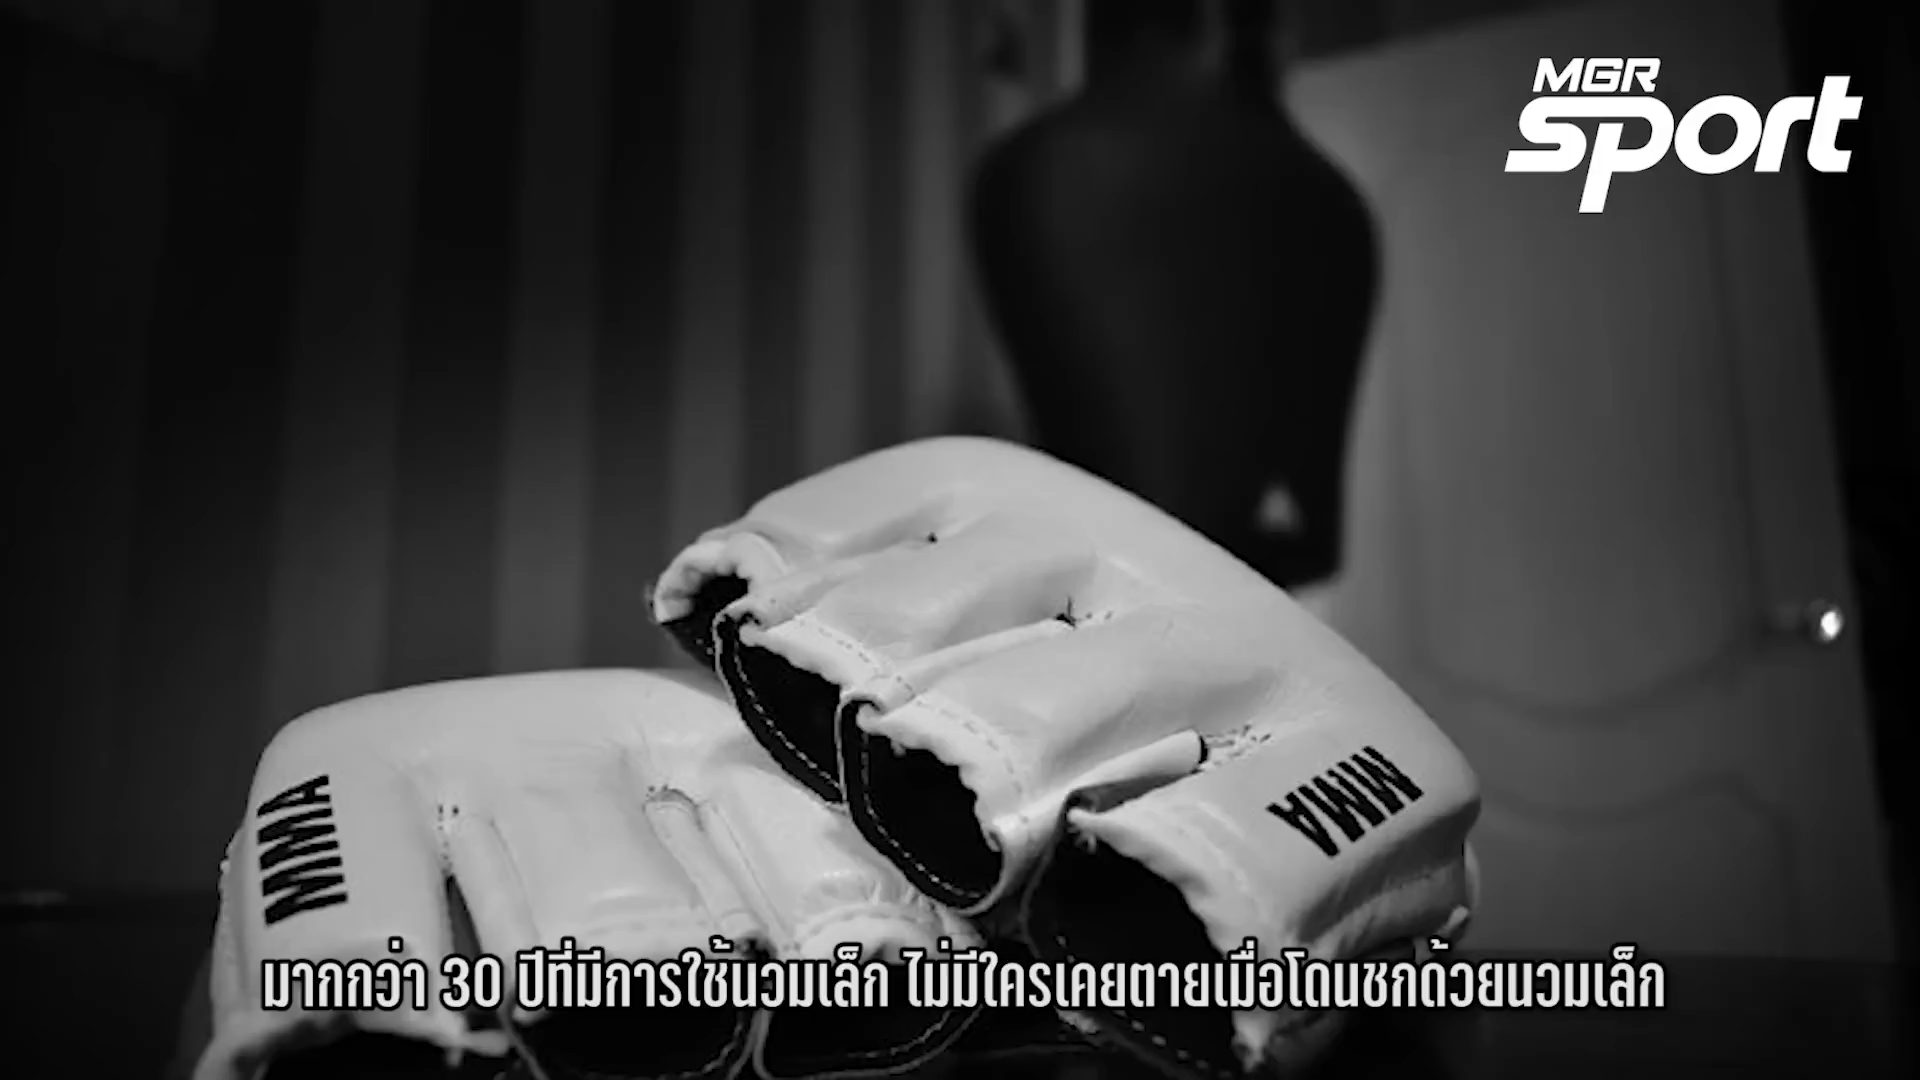 MGR
sport
MMA
MMA
มากกว่า 30 ปีที่มีการใช้นวมเล็ก ไม่มีใครเคยตายเมื่อโดนชกด้วยนวมเล็ก